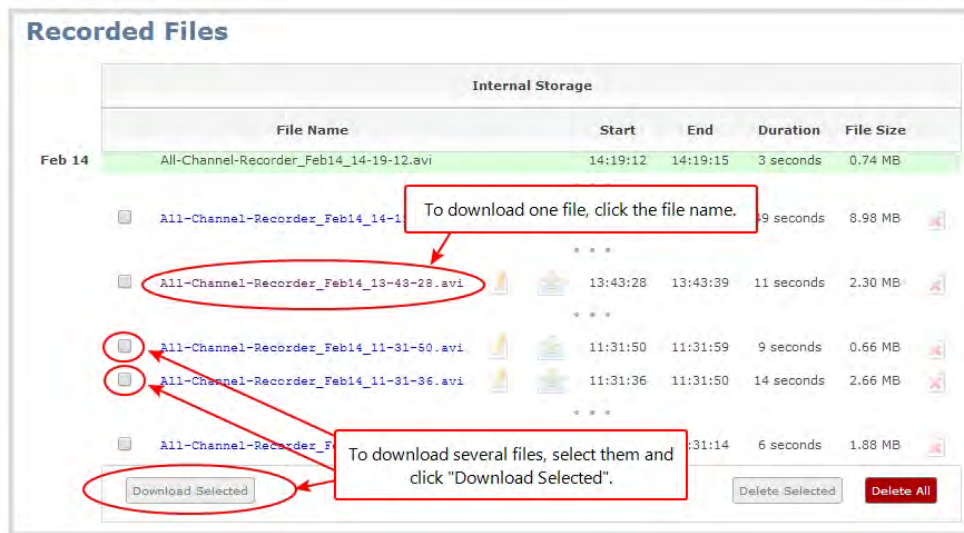 Recorded Files
Internal Storage
File Name Start End Duration File Size
Feb 14 All-Channel-Recorder_Feb14_14-19-12.avi 14:19:12 14:19:15 3 seconds 0.74 MB
To download one file, click the file name.
All-Channel-Recorder_Feb14_14-1 49 seconds 8.98 MB
All-Channel-Recorder_Feb14_13-43-28.avi 13:43:28 13:43:39 11 seconds 2.30 MB
All-Channel-Recorder_Feb14_11-31-50.avi 11:31:50 11:31:59 9 seconds 0.66 MB
All-Channel-Recorder_Feb14_11-31-36.avi 11:31:36 11:31:50 14 seconds 2.66 MB
All-Channel-Recorder_F :31:14 6 seconds 1.88 MB
To download several files, select them and
click "Download Selected".
Download Selected Delete Selected Delete All